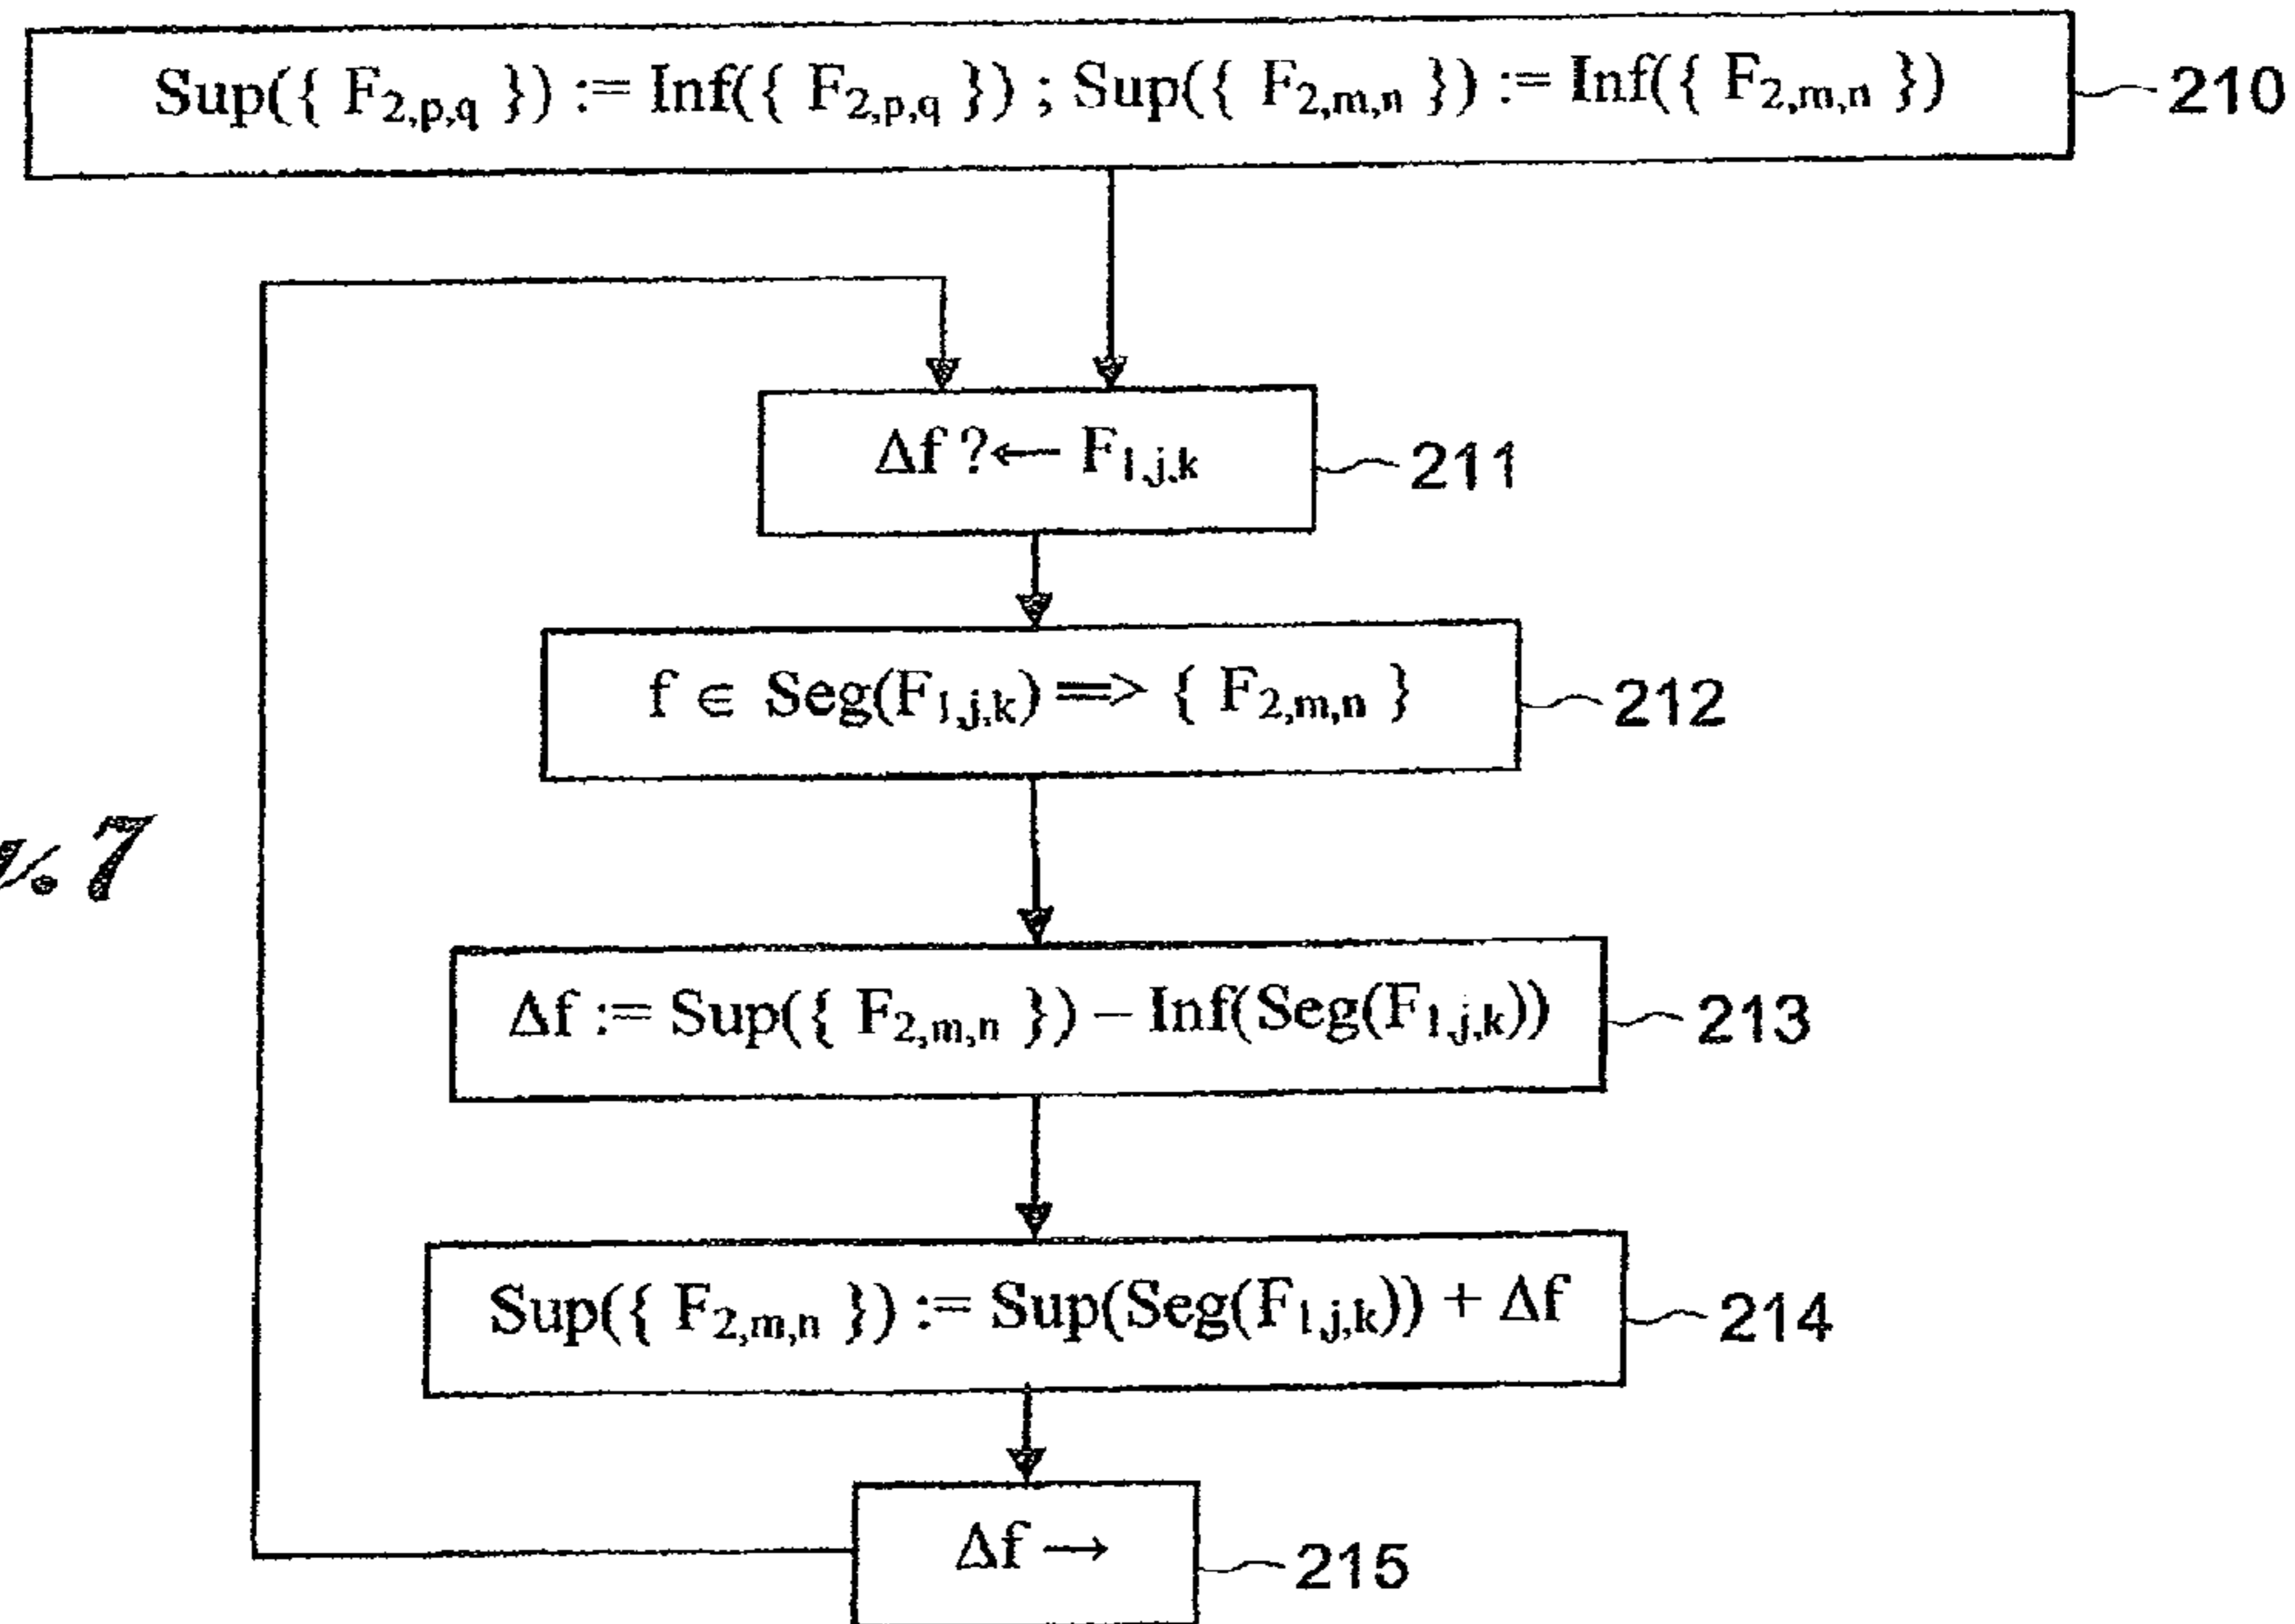 Sup({ F2,p,q }) := Inf({ F2,p,q }) ; Sup({ F2,m,n }) := Inf({ F2,m,n })
210
Δf ?← F1,j,k
211
f ∈ Seg(F1,j,k) => { F2,m,n }
212
7
Δf := Sup({ F2,m,n }) – Inf(Seg(F1,j,k))
213
Sup({ F2,m,n }) := Sup(Seg(F1,j,k)) + Δf
214
Δf →
215